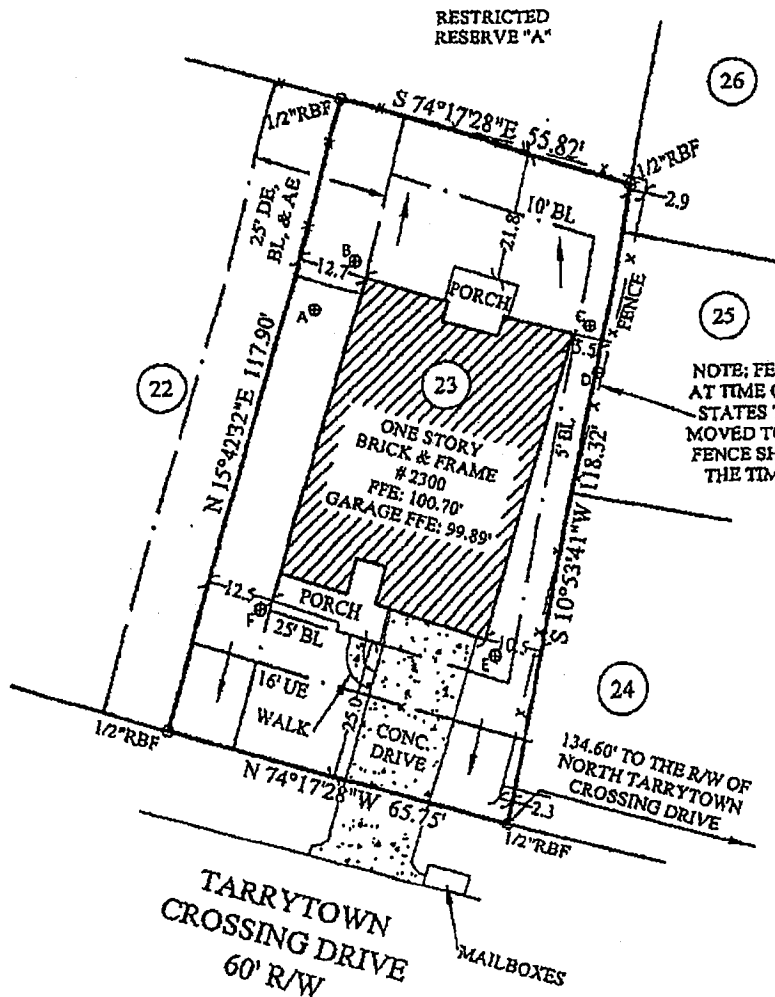 RESTRICTED
RESERVE "A"
26
S 74°17'28"E 55.82'
1/2"RBF
1/2"RBF
2.9
25' DE,
BL, & AE
10' BL
21.8
B
12.7
PORCH
A
C
5.5
FENCE
25
D
22
23
NOTE; FE
AT TIME
STATES
MOVED TO
FENCE SH
THE TIM
ONE STORY
BRICK & FRAME
#2300
FFE: 100.70'
GARAGE FFE: 99.89'
5' BL
N 15°42'32"E 117.90'
S 10°53'41"W 118.32'
12.5
PORCH
F
25' BL
10.5
E
24
16' UE
WALK
25.0
CONC.
DRIVE
1/2"RBF
N 74°17'28"W 65.75'
2.3
1/2"RBF
134.60' TO THE R/W OF
NORTH TARRYTOWN
CROSSING DRIVE
TARRYTOWN
CROSSING DRIVE
60' R/W
MAILBOXES